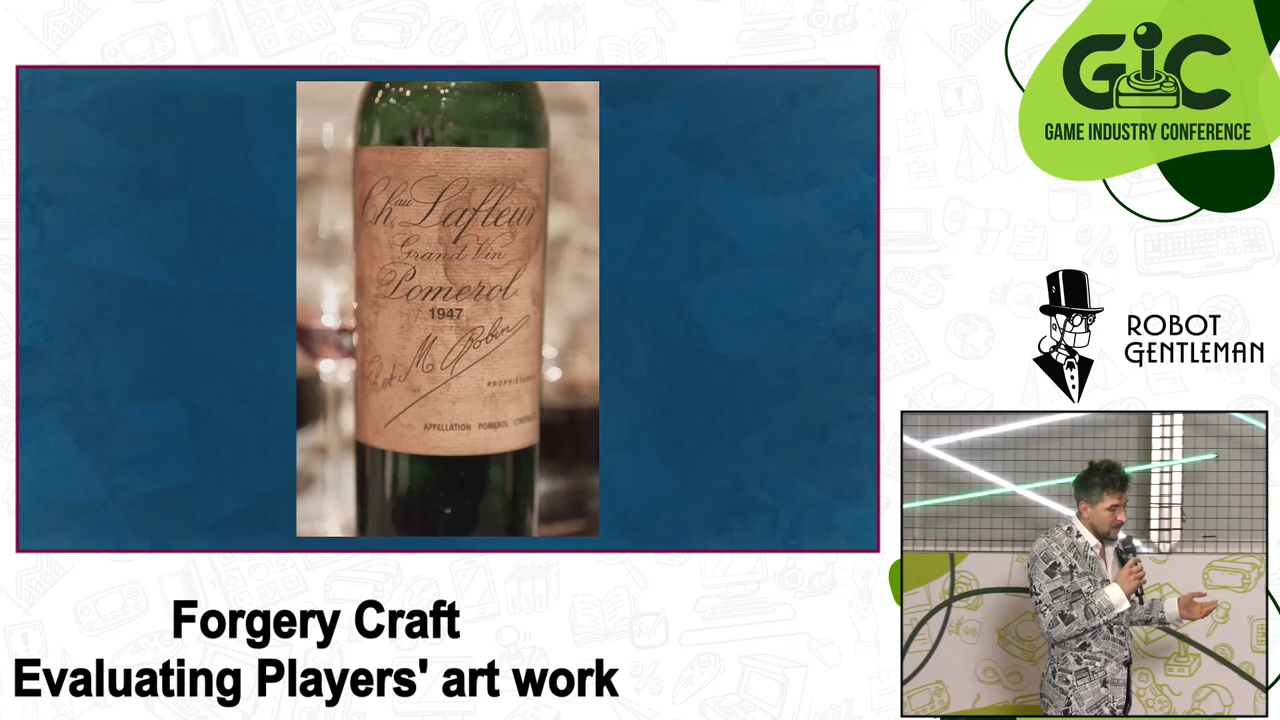 Ch.au Lafleur
Grand Vin
Pomerol
1947
M. Robin
APPELLATION POMEROL
Forgery Craft
Evaluating Players' art work
GIC
GAME INDUSTRY CONFERENCE
ROBOT
GENTLEMAN